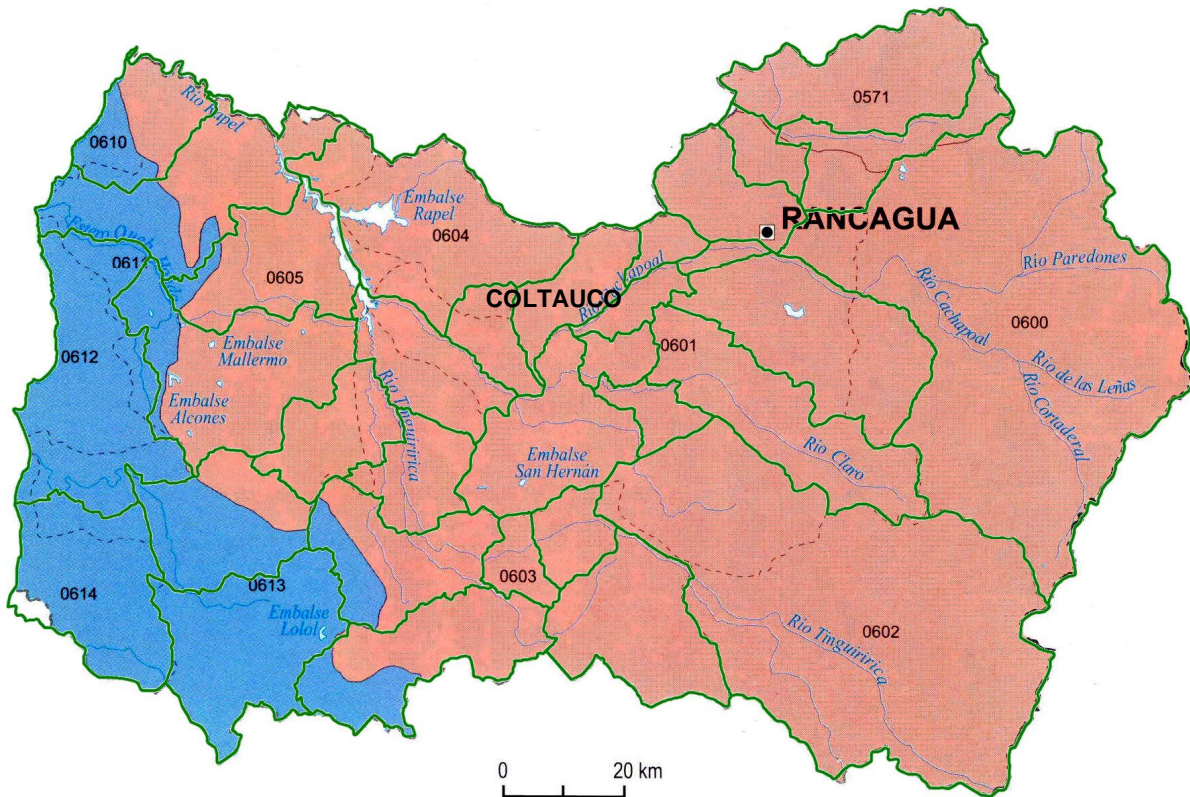 0571
Río Rapel
0610
Embalse
Rapel
RANCAGUA
0604
Río Paredones
0605
COLTAUCO
Río Cachapoal
0600
0612
Embalse
Mallermo
0601
Río de las Leñas
Embalse
Alcones
Río Tinguiririca
Río Cortaderal
Embalse
San Hernán
Río Claro
0603
0614
0613
Embalse
Lolol
0602
Río Tinguiririca
0 20 km